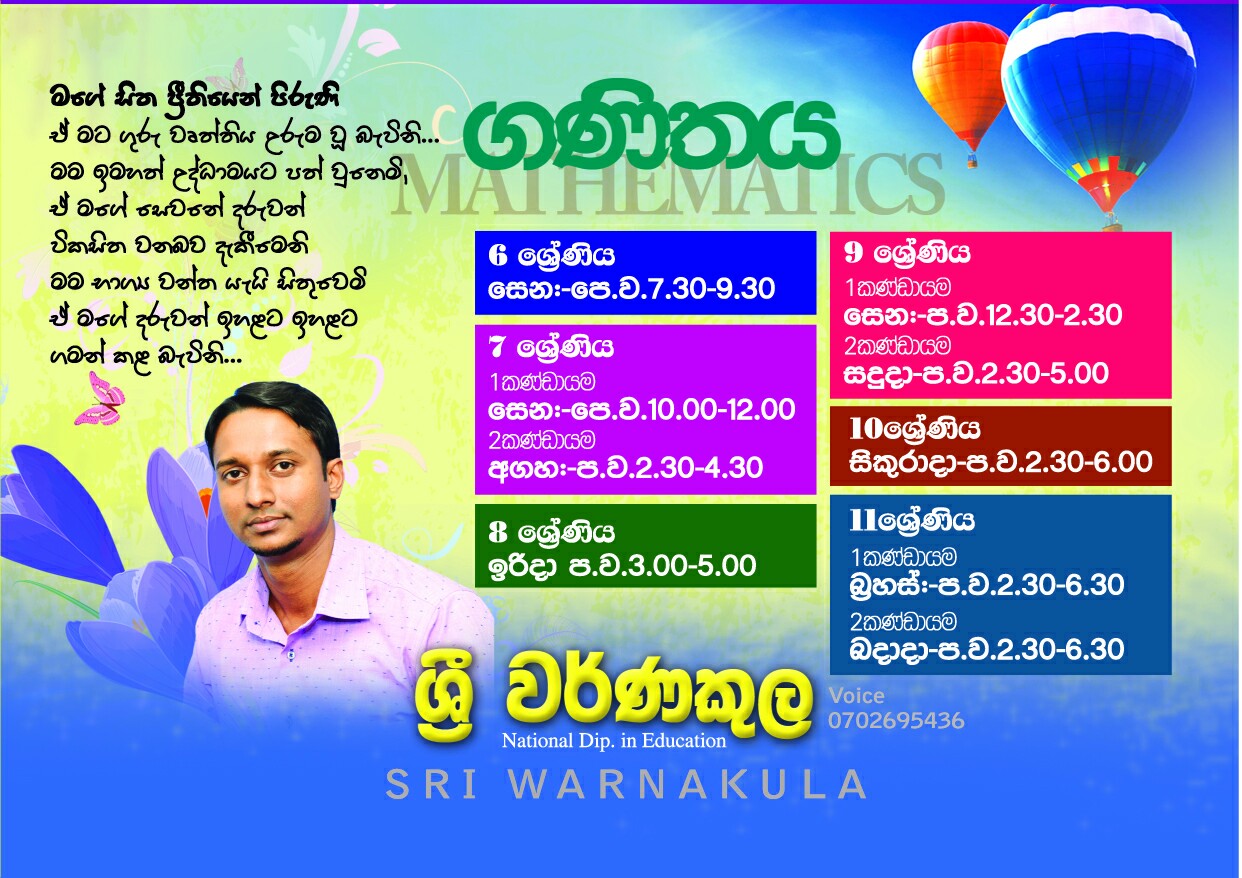 මගේ සිත ප්‍රීතියෙන් පිරුණි
ඒ මට ගුරු වෘත්තිය උරුම වූ බැවිනි...
මම ඉමහත් උද්ධාමයට පත් වුනෙමි,
ඒ මගේ සෙවනේ දරුවන්
විකසිත වනබව දැකීමෙනි
මම භාග්‍ය වන්ත යැයි සිතුවෙමි
ඒ මගේ දරුවන් ඉහළට ඉහළට
ගමන් කළ බැවිනි...
ගණිතය
MATHEMATICS
6 ශ්‍රේණිය
සෙනඃ-පෙ.ව.7.30-9.30
7 ශ්‍රේණිය
1කණ්ඩායම
සෙනඃ-පෙ.ව.10.00-12.00
2කණ්ඩායම
අගහඃ-ප.ව.2.30-4.30
8 ශ්‍රේණිය
ඉරිදා ප.ව.3.00-5.00
9 ශ්‍රේණිය
1කණ්ඩායම
සෙනඃ-ප.ව.12.30-2.30
2කණ්ඩායම
සදුදා-ප.ව.2.30-5.00
10ශ්‍රේණිය
සිකුරාදා-ප.ව.2.30-6.00
11ශ්‍රේණිය
1කණ්ඩායම
බ්‍රහස්ඃ-ප.ව.2.30-6.30
2කණ්ඩායම
බදාදා-ප.ව.2.30-6.30
ශ්‍රී වර්ණකුල
National Dip. in Education
SRI WARNAKULA
Voice
0702695436